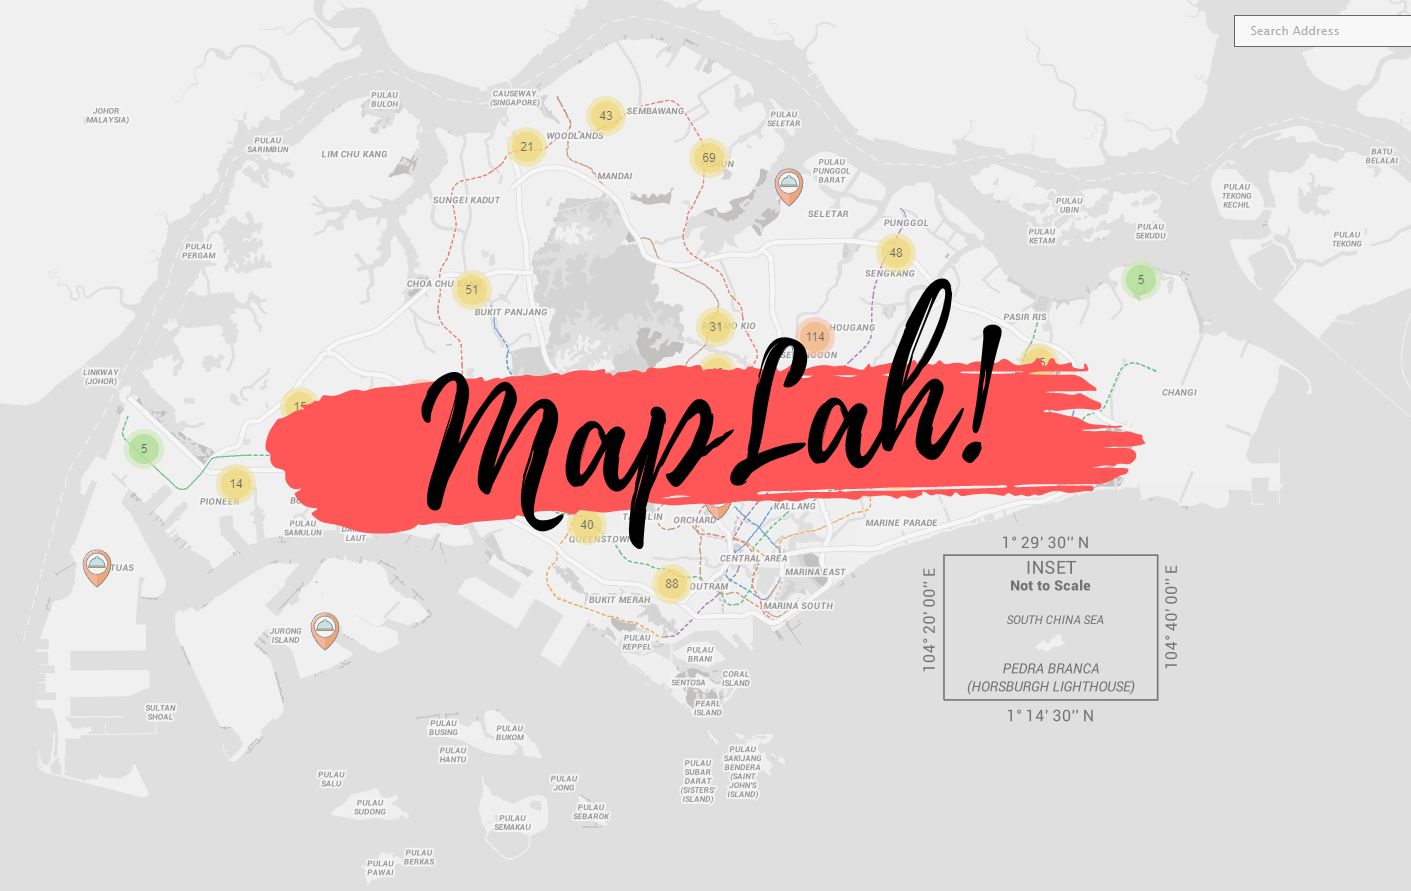 Search Address
CAUSEWAY
(SINGAPORE)
PULAU
BULOH
JOHOR
(MALAYSIA)
43
SEMBAWANG
PULAU
SELETAR
WOODLANDS
21
PULAU
SARIMBUN
LIM CHU KANG
69
BATU
BELALAI
MANDAI
PULAU
PUNGGOL
BARAT
SUNGEI KADUT
PULAU
TEKONG
KECHIL
PULAU
UBIN
SELETAR
PUNGGOL
PULAU
KETAM
PULAU
SEKUDU
PULAU
TEKONG
PULAU
PERGAM
48
SENGKANG
5
CHOA CHU
51
BUKIT PANJANG
PASIR RIS
31
MO KIO
114
HOUGANG
LINKWAY
(JOHOR)
CHANGI
15
Map Lah!
5
14
PIONEER
KALLANG
ORCHARD
MARINE PARADE
40
QUEENSTOWN
PULAU
SAMULUN
LAUT
CENTRAL AREA
TUAS
MARINA EAST
88
OUTRAM
BUKIT MERAH
MARINA SOUTH
JURONG
ISLAND
PULAU
KEPPEL
PULAU
BRANI
CORAL
ISLAND
SENTOSA
PEARL
ISLAND
1° 29' 30'' N
104° 20' 00'' E
INSET
Not to Scale
SOUTH CHINA SEA
PEDRA BRANCA
(HORSBURGH LIGHTHOUSE)
104° 40' 00'' E
1° 14' 30'' N
SULTAN
SHOAL
PULAU
BUSING
PULAU
BUKOM
PULAU
HANTU
PULAU
SUBAR
DARAT
(SISTERS'
ISLAND)
PULAU
SAKIJANG
BENDERA
(SAINT
JOHN'S
ISLAND)
PULAU
SALU
PULAU
JONG
PULAU
SUDONG
PULAU
SEBAROK
PULAU
SEMAKAU
PULAU
BERKAS
PULAU
PAWAI